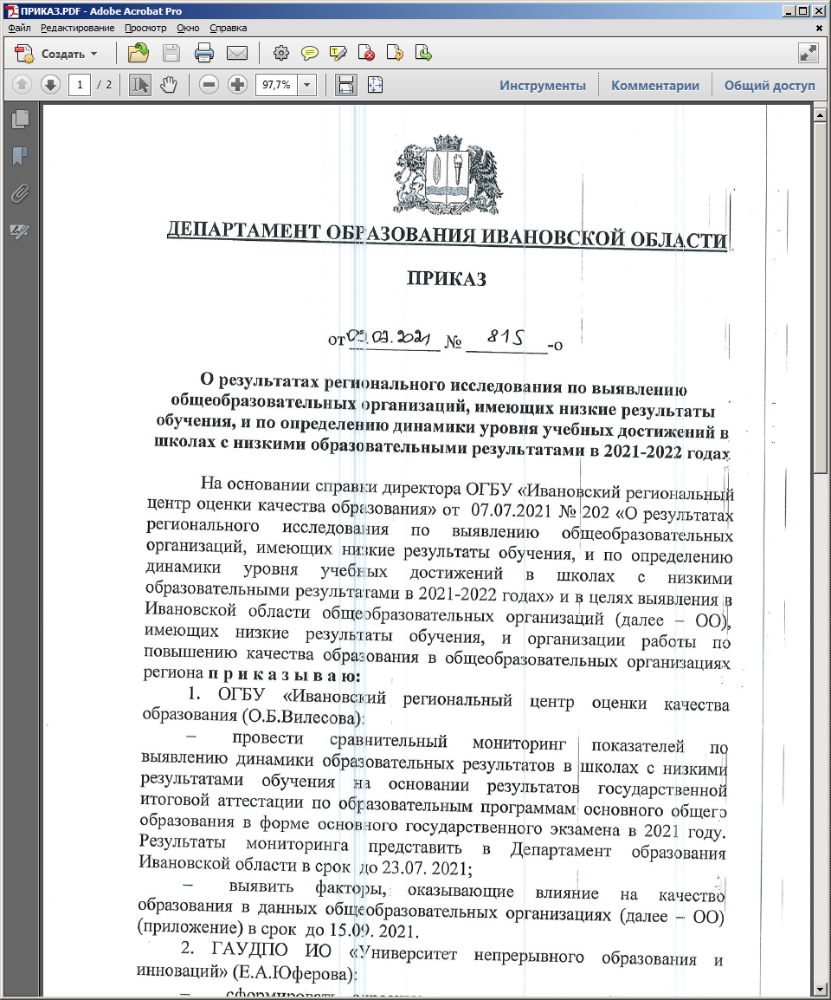 ПРИКАЗ.PDF - Adobe Acrobat Pro
Файл Редактирование Просмотр Окно Справка
Создать
1 / 2 97,7% Инструменты Комментарии Общий доступ
ДЕПАРТАМЕНТ ОБРАЗОВАНИЯ ИВАНОВСКОЙ ОБЛАСТИ
ПРИКАЗ
от 09.09.2021 № 815 -о
О результатах регионального исследования по выявлению
общеобразовательных организаций, имеющих низкие результаты
обучения, и по определению динамики уровня учебных достижений в
школах с низкими образовательными результатами в 2021-2022 годах
На основании справки директора ОГБУ «Ивановский региональный
центр оценки качества образования» от 07.07.2021 № 202 «О результатах
регионального исследования по выявлению общеобразовательных
организаций, имеющих низкие результаты обучения, и по определению
динамики уровня учебных достижений в школах с низкими
образовательными результатами в 2021-2022 годах» и в целях выявления в
Ивановской области общеобразовательных организаций (далее – ОО),
имеющих низкие результаты обучения, и организации работы по
повышению качества образования в общеобразовательных организациях
региона п р и к а з ы в а ю:
1. ОГБУ «Ивановский региональный центр оценки качества
образования (О.Б.Вилесова):
– провести сравнительный мониторинг показателей по
выявлению динамики образовательных результатов в школах с низкими
результатами обучения на основании результатов государственной
итоговой аттестации по образовательным программам основного общего
образования в форме основного государственного экзамена в 2021 году.
Результаты мониторинга представить в Департамент образования
Ивановской области в срок до 23.07. 2021;
– выявить факторы, оказывающие влияние на качество
образования в данных общеобразовательных организациях (далее – ОО)
(приложение) в срок до 15.09. 2021.
2. ГАУДПО ИО «Университет непрерывного образования и
инноваций» (Е.А.Юферова):
– сформировать